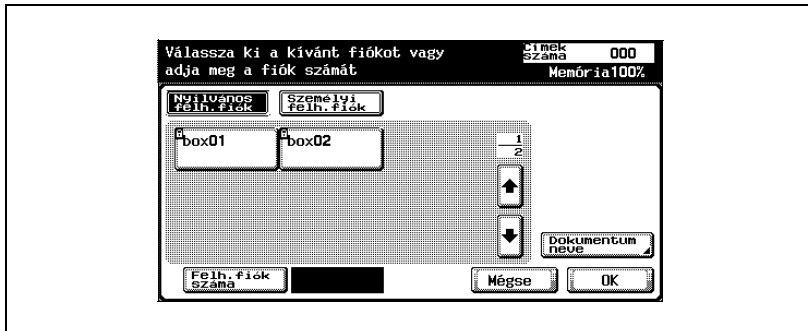 Válassza ki a kívánt fiókot vagy
adja meg a fiók számát
Címek
száma 000
Memória100%
Nyilvános
felh.fiók
Személyi
felh.fiók
box01
box02
1
2
Dokumentum
neve
Felh.fiók
száma
Mégse
OK